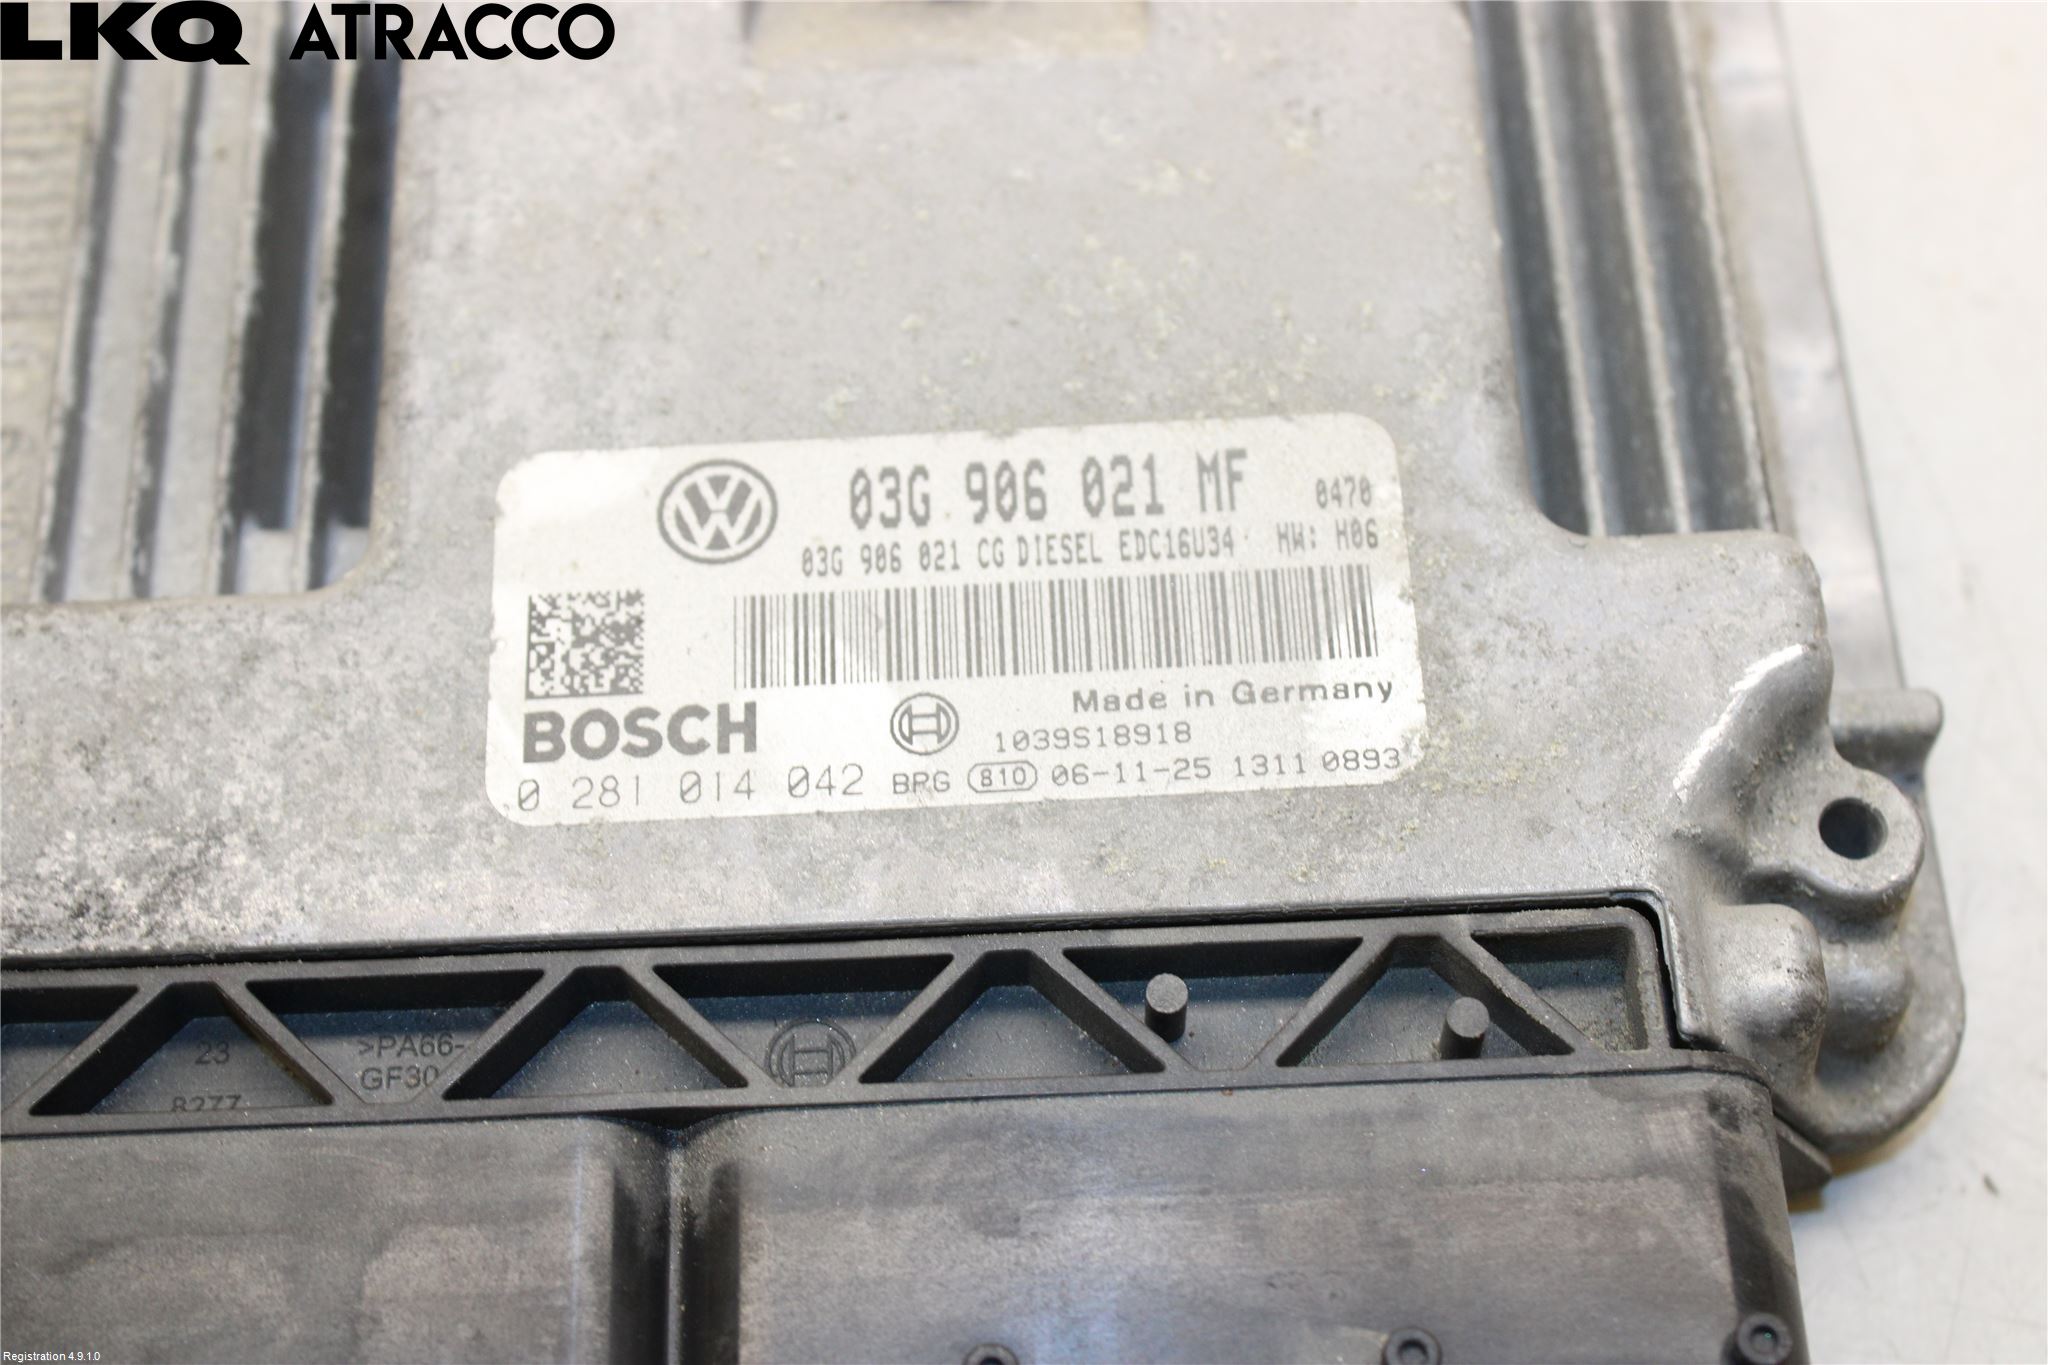 LKQ ATRACCO
03G 906 021 MF 0470
03G 906 021 CG DIESEL EDC16U34 HW: H06
Made in Germany
BOSCH
1039S18918
0 281 014 042 BPG 810 06-11-25 1311 0893
23
>PA66-
GF30
8277
Registration 4.9.1.0